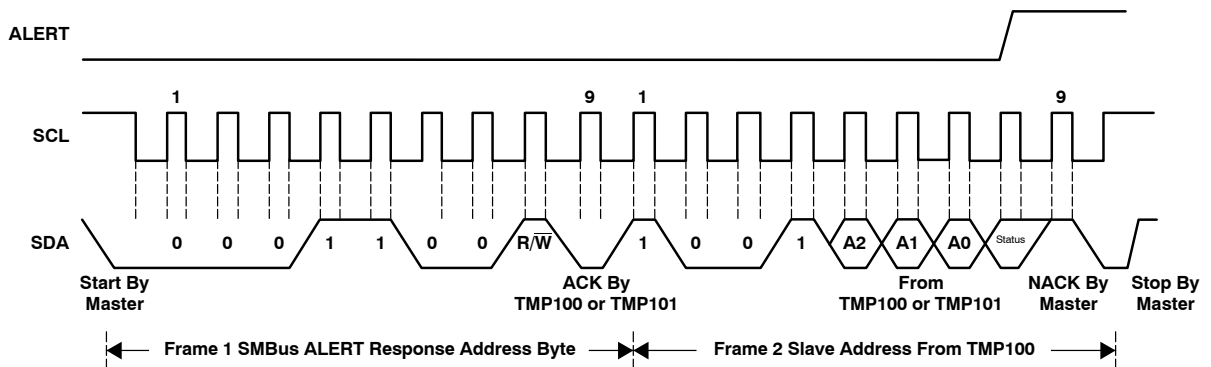 ALERT
1 9 1 9
SCL
SDA 0 0 0 1 1 0 0 R/W̅ 1 0 0 1 A2 A1 A0 Status
Start By
Master
ACK By
TMP100 or TMP101
From
TMP100 or TMP101
NACK By
Master
Stop By
Master
Frame 1 SMBus ALERT Response Address Byte
Frame 2 Slave Address From TMP100